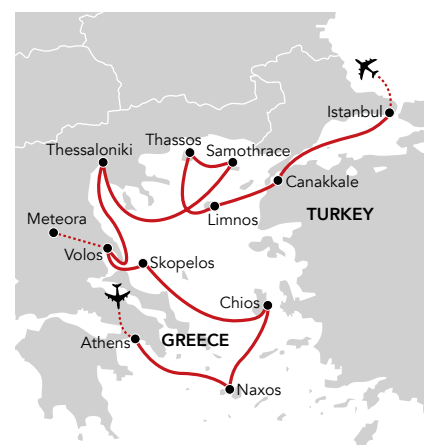 Istanbul
Thassos
Thessaloniki
Samothrace
Canakkale
Limnos
TURKEY
Meteora
Volos
Skopelos
Chios
GREECE
Athens
Naxos